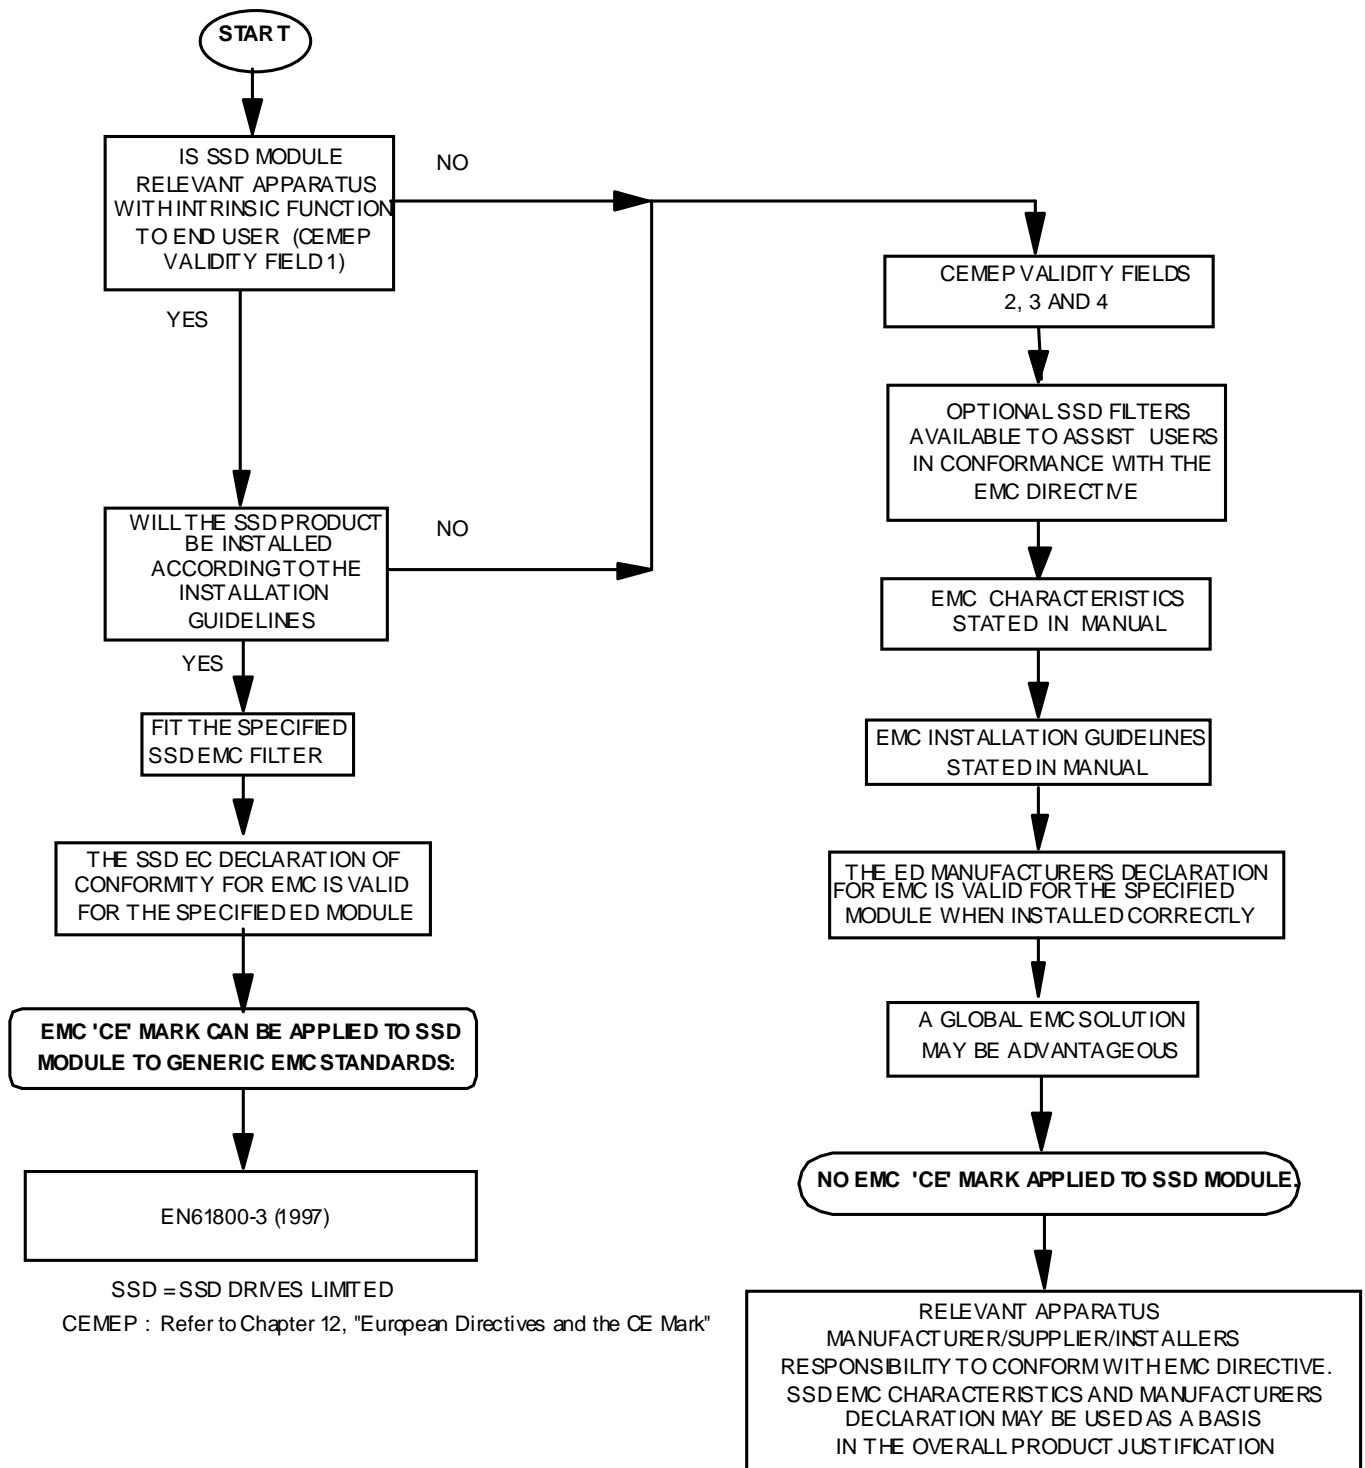 START
IS SSD MODULE
RELEVANT APPARATUS
WITH INTRINSIC FUNCTION
TO END USER (CEMEP
VALIDITY FIELD 1)
NO
YES
WILL THE SSD PRODUCT
BE INSTALLED
ACCORDING TO THE
INSTALLATION
GUIDELINES
NO
YES
FIT THE SPECIFIED
SSD EMC FILTER
THE SSD EC DECLARATION OF
CONFORMITY FOR EMC IS VALID
FOR THE SPECIFIED ED MODULE
EMC 'CE' MARK CAN BE APPLIED TO SSD
MODULE TO GENERIC EMC STANDARDS:
EN61800-3 (1997)
SSD = SSD DRIVES LIMITED
CEMEP : Refer to Chapter 12, "European Directives and the CE Mark"
CEMEP VALIDITY FIELDS
2, 3 AND 4
OPTIONAL SSD FILTERS
AVAILABLE TO ASSIST USERS
IN CONFORMANCE WITH THE
EMC DIRECTIVE
EMC CHARACTERISTICS
STATED IN MANUAL
EMC INSTALLATION GUIDELINES
STATED IN MANUAL
THE ED MANUFACTURERS DECLARATION
FOR EMC IS VALID FOR THE SPECIFIED
MODULE WHEN INSTALLED CORRECTLY
A GLOBAL EMC SOLUTION
MAY BE ADVANTAGEOUS
NO EMC 'CE' MARK APPLIED TO SSD MODULE.
RELEVANT APPARATUS
MANUFACTURER/SUPPLIER/INSTALLERS
RESPONSIBILITY TO CONFORM WITH EMC DIRECTIVE.
SSD EMC CHARACTERISTICS AND MANUFACTURERS
DECLARATION MAY BE USED AS A BASIS
IN THE OVERALL PRODUCT JUSTIFICATION